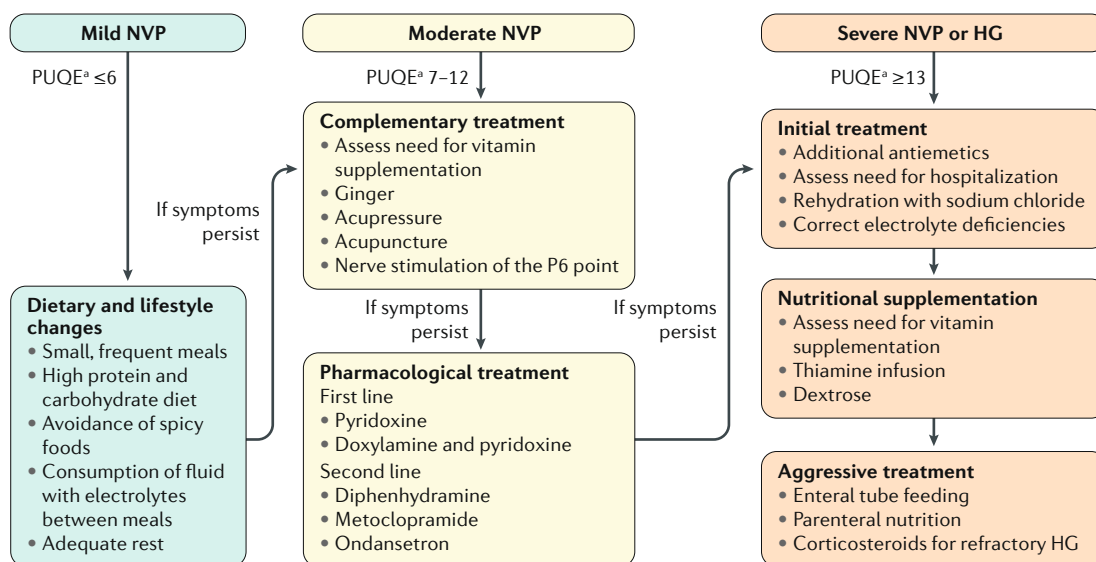 Mild NVP
PUQEᵃ ≤6
Dietary and lifestyle
changes
• Small, frequent meals
• High protein and
carbohydrate diet
• Avoidance of spicy
foods
• Consumption of fluid
with electrolytes
between meals
• Adequate rest
If symptoms
persist
Moderate NVP
PUQEᵃ 7–12
Complementary treatment
• Assess need for vitamin
supplementation
• Ginger
• Acupressure
• Acupuncture
• Nerve stimulation of the P6 point
If symptoms
persist
Pharmacological treatment
First line
• Pyridoxine
• Doxylamine and pyridoxine
Second line
• Diphenhydramine
• Metoclopramide
• Ondansetron
If symptoms
persist
Severe NVP or HG
PUQEᵃ ≥13
Initial treatment
• Additional antiemetics
• Assess need for hospitalization
• Rehydration with sodium chloride
• Correct electrolyte deficiencies
Nutritional supplementation
• Assess need for vitamin
supplementation
• Thiamine infusion
• Dextrose
Aggressive treatment
• Enteral tube feeding
• Parenteral nutrition
• Corticosteroids for refractory HG